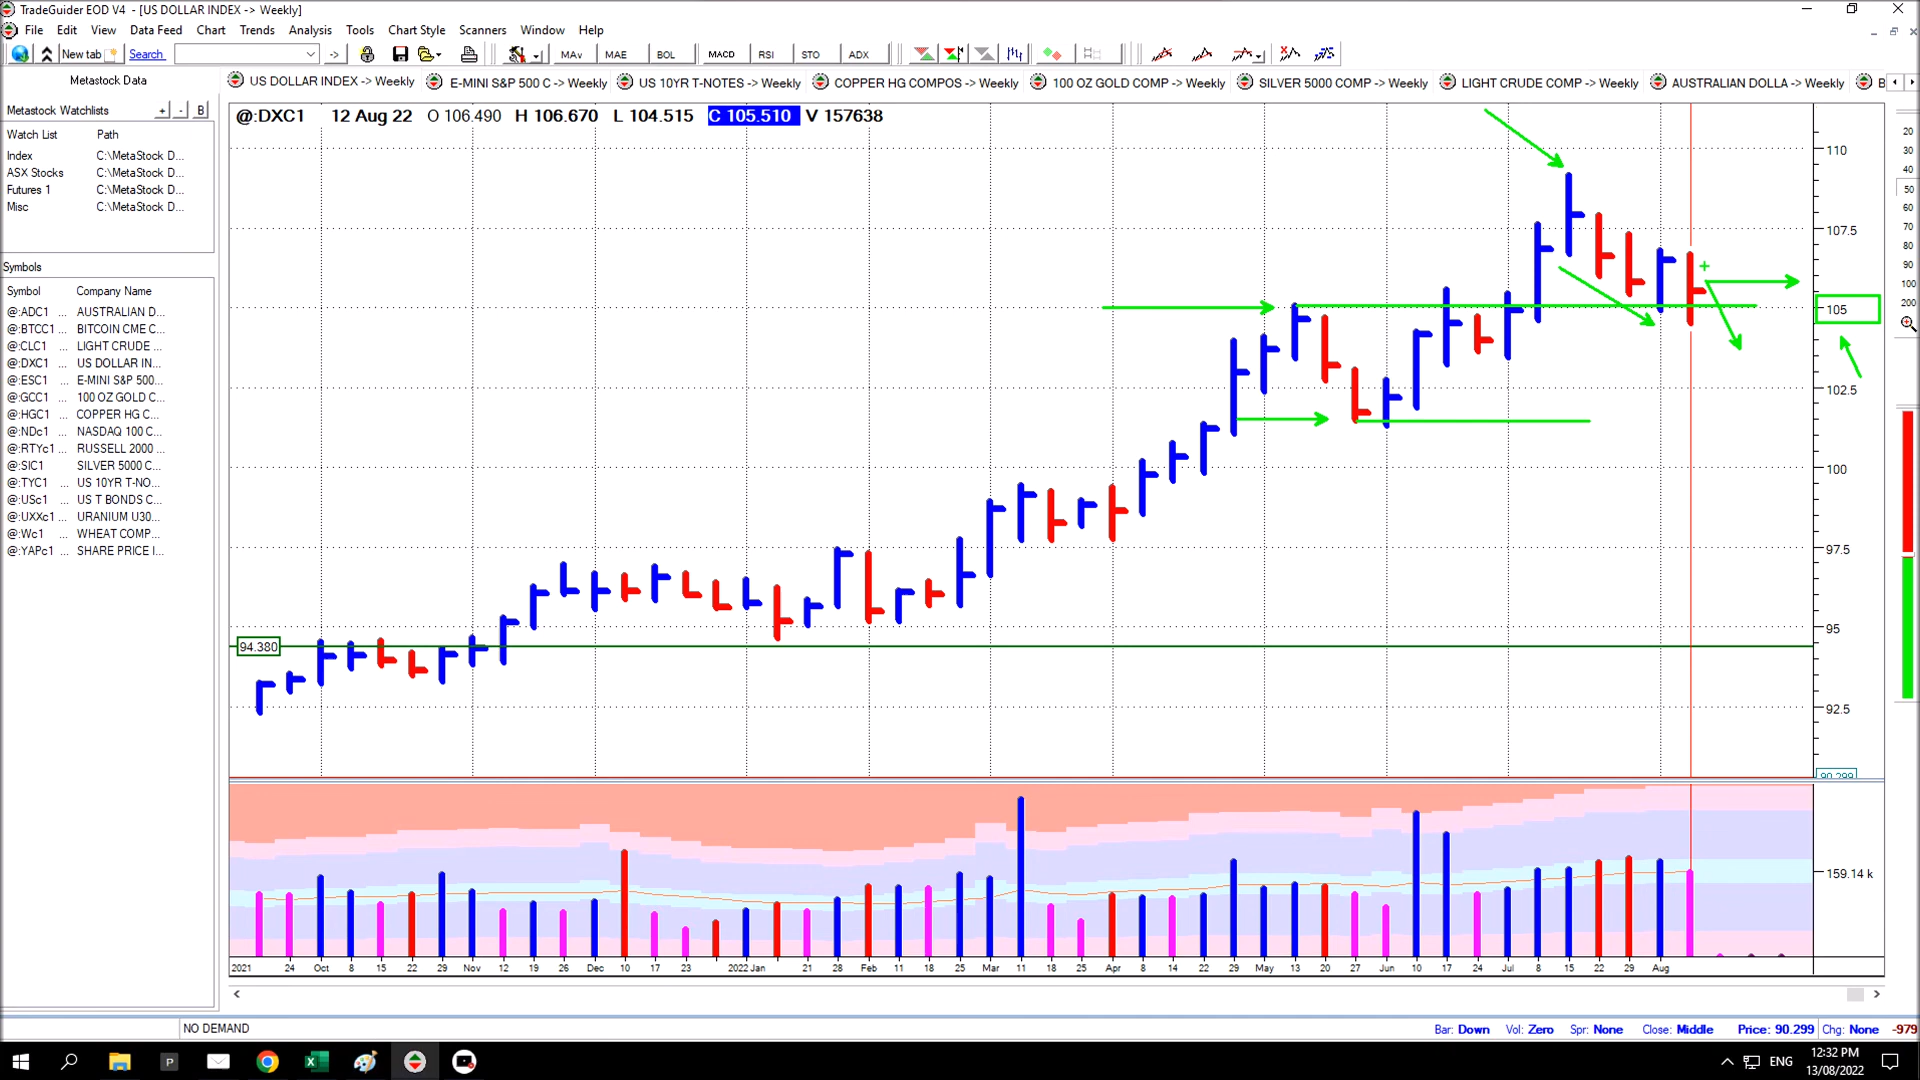 TradeGuider EOD V4 - [US DOLLAR INDEX -> Weekly]
File Edit View Data Feed Chart Trends Analysis Tools Chart Style Scanners Window Help
New tab Search -> MAv MAE BOL MACD RSI STO ADX
Metastock Data
US DOLLAR INDEX -> Weekly E-MINI S&P 500 C -> Weekly US 10YR T-NOTES -> Weekly COPPER HG COMPOS -> Weekly 100 OZ GOLD COMP -> Weekly SILVER 5000 COMP -> Weekly LIGHT CRUDE COMP -> Weekly AUSTRALIAN DOLLA -> Weekly B
Metastock Watchlists + - B
Watch List Path
Index C:\MetaStock D...
ASX Stocks C:\MetaStock D...
Futures 1 C:\MetaStock D...
Misc C:\MetaStock D...
Symbols
Symbol Company Name
@:ADC1 AUSTRALIAN D...
@:BTCC1 ... BITCOIN CME C...
@:CLC1 ... LIGHT CRUDE ...
@:DXC1 ... US DOLLAR IN...
@:ESC1 ... E-MINI S&P 500...
@:GCC1 ... 100 OZ GOLD C...
@:HGC1 ... COPPER HG C...
@:NDc1 ... NASDAQ 100 C...
@:RTYc1 ... RUSSELL 2000 ...
@:SIC1 ... SILVER 5000 C...
@:TYC1 ... US 10YR T-NO...
@:USc1 ... US T BONDS C...
@:UXXc1 ... URANIUM U30...
@:Wc1 ... WHEAT COMP...
@:YAPc1 ... SHARE PRICE I...
@:DXC1 12 Aug 22 O 106.490 H 106.670 L 104.515 C 105.510 V 157638
110
107.5
105
102.5
100
97.5
95
92.5
90.299
94.380
159.14 k
20
30
40
50
60
70
80
90
100
200
2021 24 Oct 8 15 22 29 Nov 12 19 26 Dec 10 17 23 2022 Jan 21 28 Feb 11 18 25 Mar 11 18 25 Apr 8 14 22 29 May 13 20 27 Jun 10 17 24 Jul 8 15 22 29 Aug
NO DEMAND
Bar: Down Vol: Zero Spr: None Close: Middle Price: 90.299 Chg: None -979
ENG
12:32 PM
13/08/2022